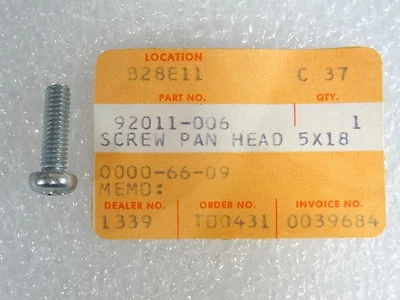 LOCATION
B28E11 C 37
PART NO. QTY.
92011-006 1
SCREW PAN HEAD 5X18
0000-66-09
MEMO:
DEALER NO. ORDER NO. INVOICE NO.
1339 T00431 0039684